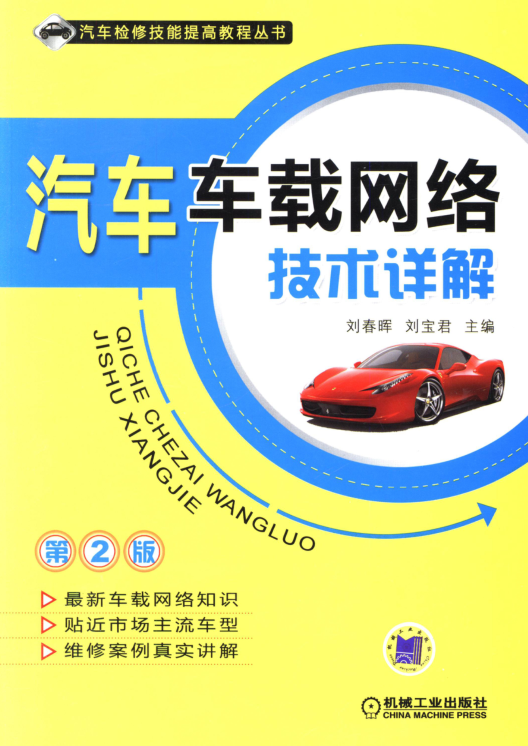 汽车检修技能提高教程丛书
汽车车载网络
技术详解
刘春晖 刘宝君 主编
QICHE CHEZAI WANGLUO
JISHU XIANGJIE
第2版
最新车载网络知识
贴近市场主流车型
维修案例真实讲解
机械工业出版社
CHINA MACHINE PRESS